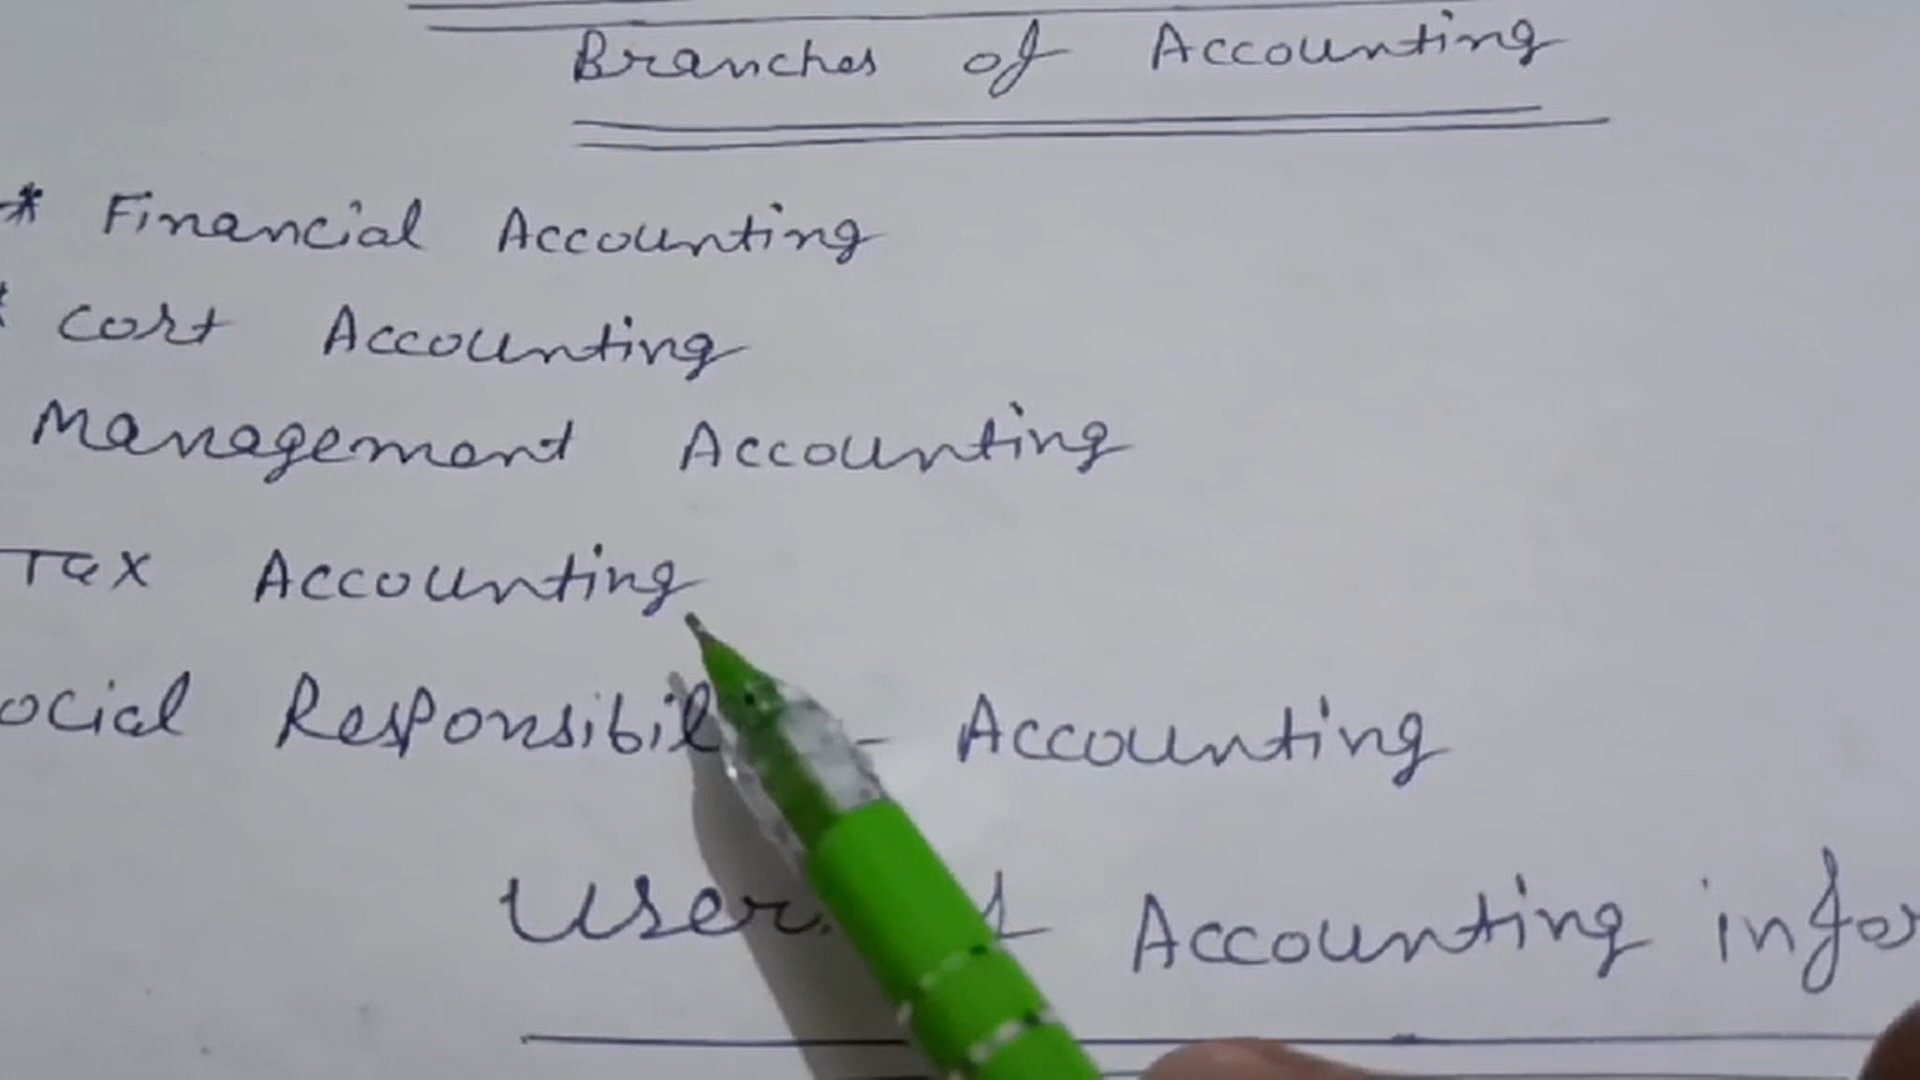 Branches of Accounting
* Financial Accounting
* Cost Accounting
Management Accounting
Tax Accounting
ocial Responsibil Accounting
User Accounting infor